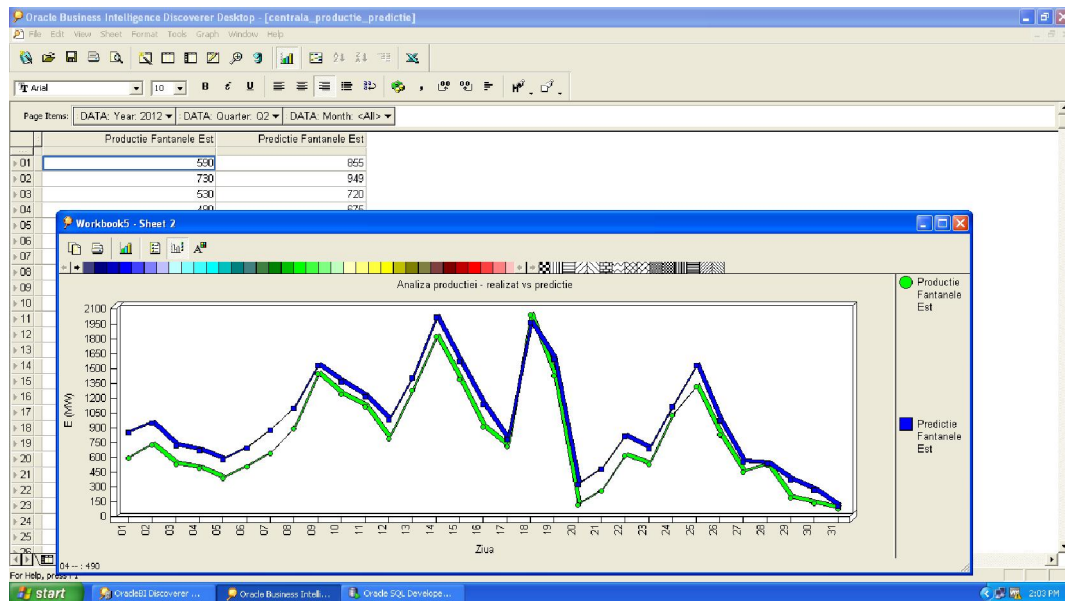 Oracle Business Intelligence Discoverer Desktop - [centrala_productie_predictie]
File Edit View Sheet Format Tools Graph Window Help
Arial 10 B U
Page Items: DATA: Year: 2012 DATA: Quarter: Q2 DATA: Month: <All>
Productie Fantanele Est Predictie Fantanele Est
01 590 855
02 730 949
03 530 720
04 490 675
05
06
07
08
09
10
11
12
13
14
15
16
17
18
19
20
21
22
23
24
25
26
Workbook5 - Sheet 2
Analiza productiei - realizat vs predictie
E (MW)
2100
1950
1800
1650
1500
1350
1200
1050
900
750
600
450
300
150
0
01 02 03 04 05 06 07 08 09 10 11 12 13 14 15 16 17 18 19 20 21 22 23 24 25 26 27 28 29 30 31
Ziua
Productie
Fantanele
Est
Predictie
Fantanele
Est
04 -- : 490
For Help, press F1
start OracleBI Discoverer ... Oracle Business Intelli... Oracle SQL Develope... 2:03 PM